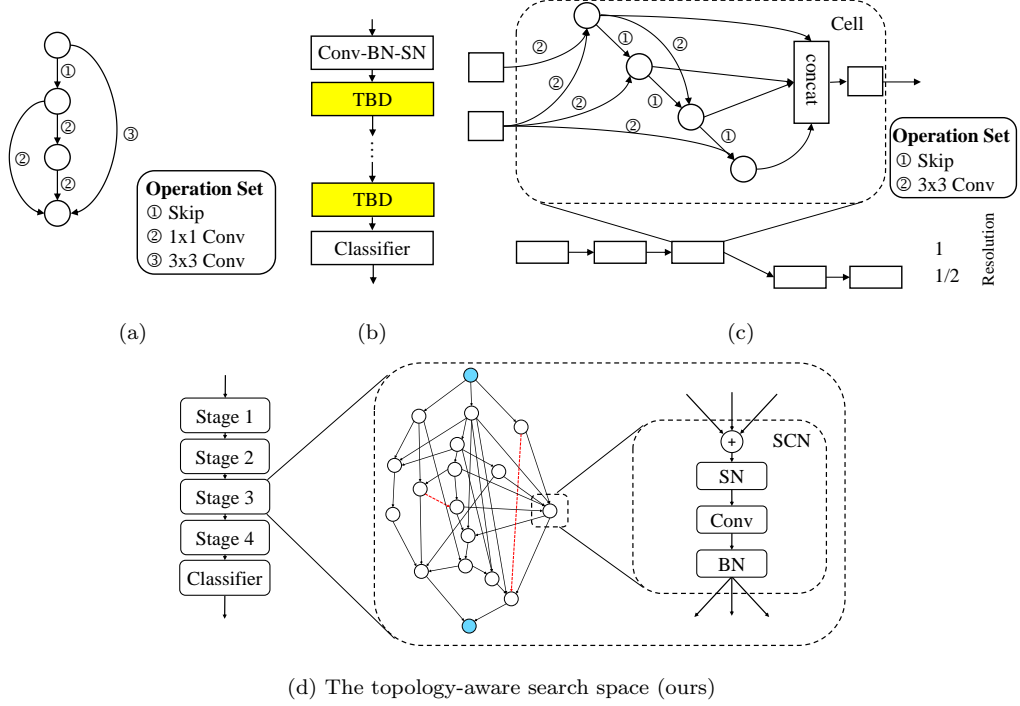 ①
②
②
②
③
Operation Set
① Skip
② 1x1 Conv
③ 3x3 Conv
(a)
Conv-BN-SN
TBD
TBD
Classifier
(b)
Cell
②
②
②
①
②
①
②
①
concat
Operation Set
① Skip
② 3x3 Conv
1
1/2
Resolution
(c)
Stage 1
Stage 2
Stage 3
Stage 4
Classifier
+
SCN
SN
Conv
BN
(d) The topology-aware search space (ours)